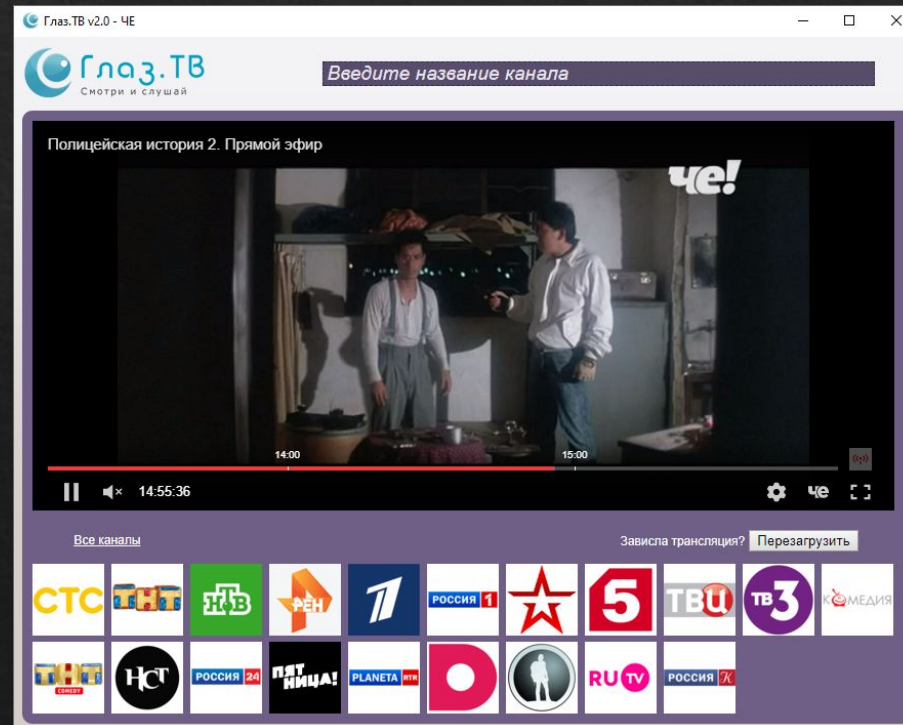 Глаз.ТВ v2.0 - ЧЕ
Глаз.ТВ
Смотри и слушай
Введите название канала
Полицейская история 2. Прямой эфир
че!
14:00
15:00
14:55:36
че
Все каналы
Зависла трансляция? Перезагрузить
СТС ТНТ НТВ РЕН 1 РОССИЯ 1 5 ТВЦ ТВ3 КОМЕДИЯ
ТНТ COMEDY НСТ РОССИЯ 24 ПЯТНИЦА! PLANETA RTR RU TV РОССИЯ К